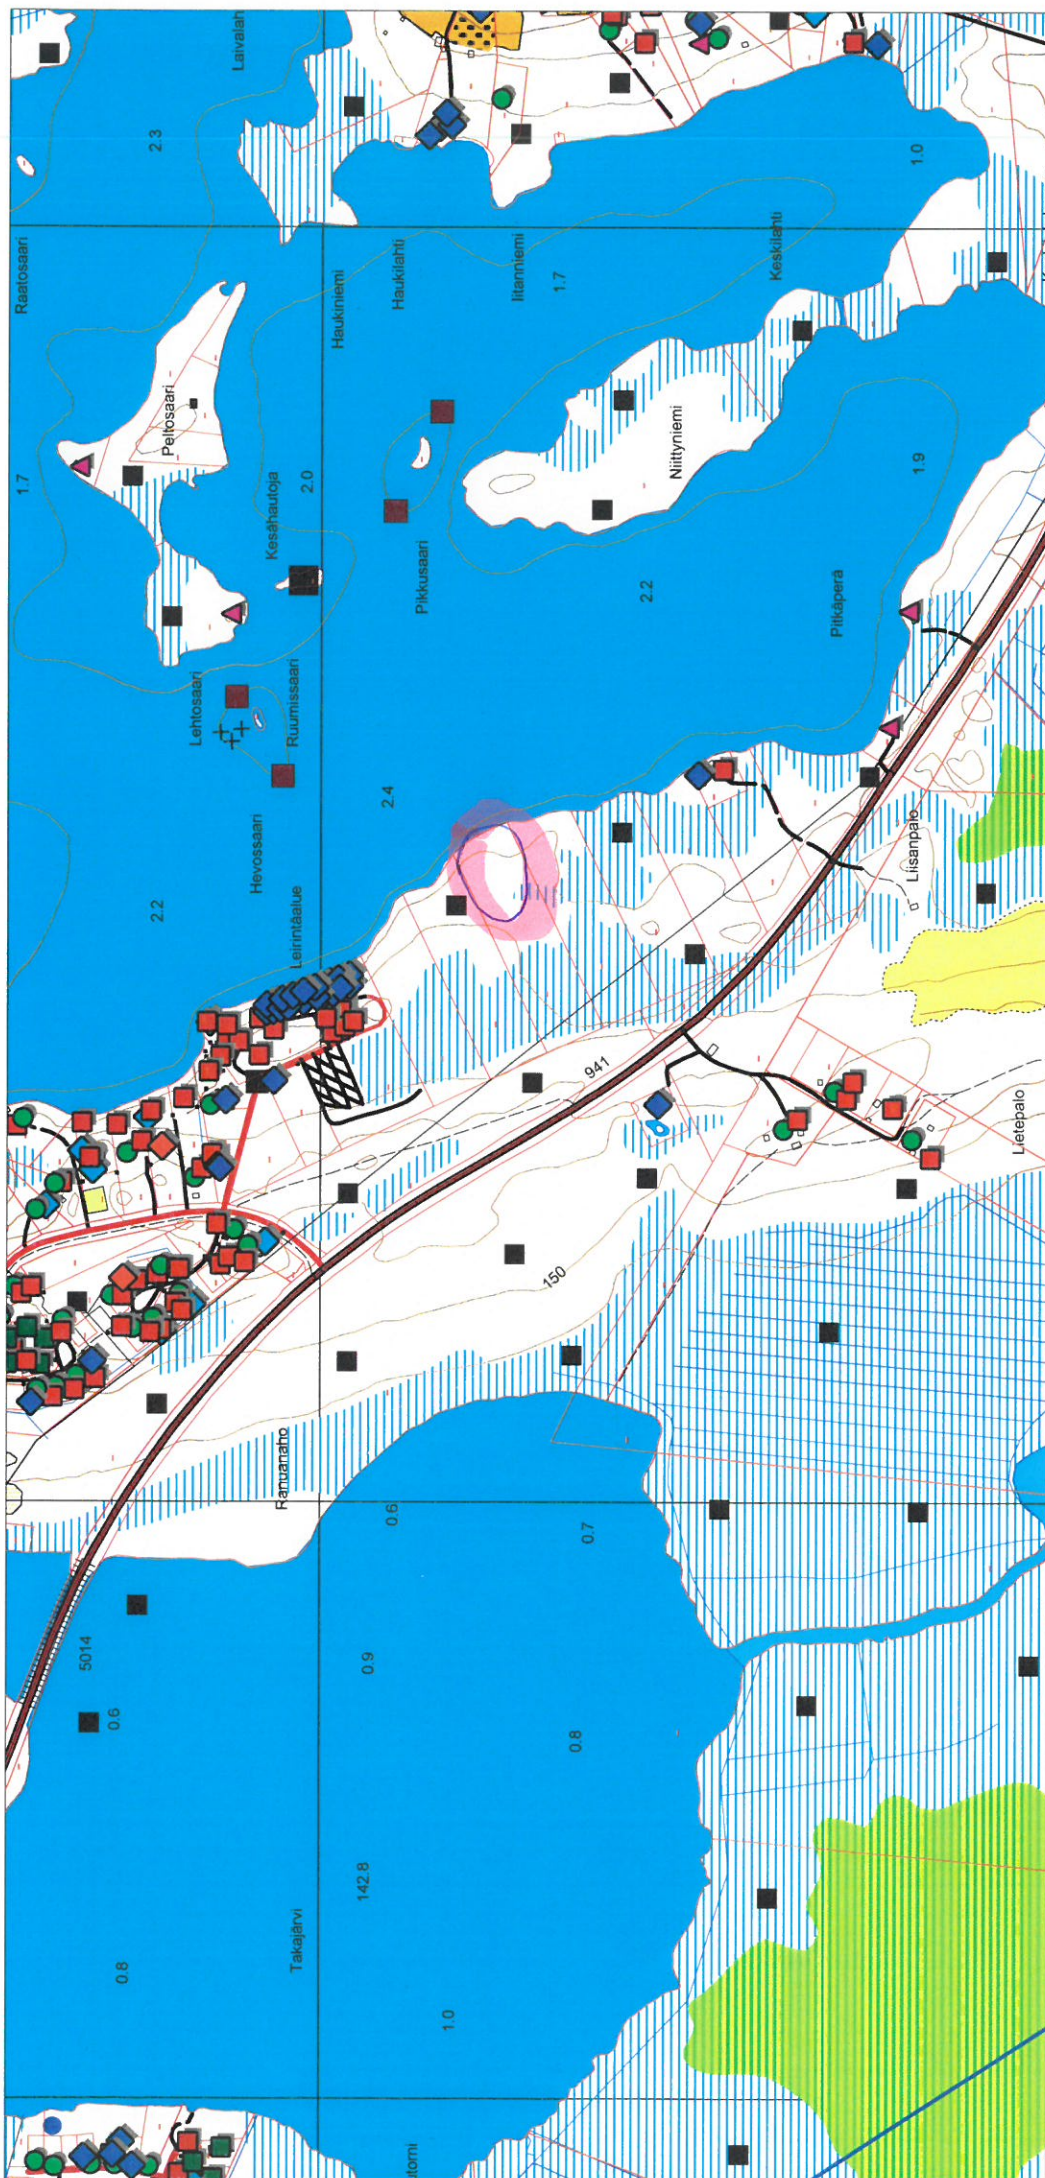 Laivalah
2.3
1.0
Raatosaari
Haukiniemi
Haukilahti
Iitanniemi
1.7
Keskilahti
Peltosaari
1.7
Kesähautoja
2.0
Niittyniemi
1.9
Pikkusaari
2.2
Pitkäperä
Lehtosaari
Ruumissaari
2.4
Hevossaari
2.2
Leirintäalue
Liisanpalo
941
Lietepalo
150
Ranuanaho
0.6
0.7
5014
0.6
0.9
0.8
142.8
Takajärvi
0.8
1.0
utomi